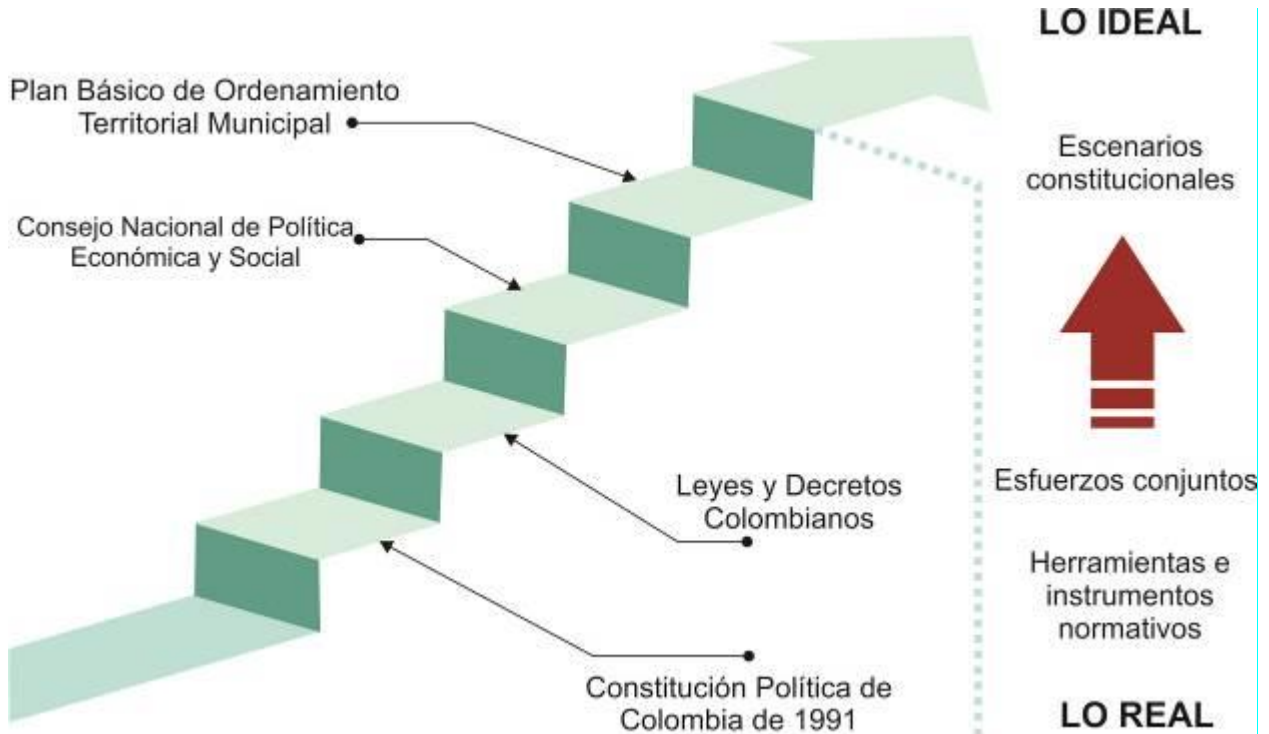 LO IDEAL
Plan Básico de Ordenamiento
Territorial Municipal
Escenarios
constitucionales
Consejo Nacional de Política
Económica y Social
Leyes y Decretos
Colombianos
Esfuerzos conjuntos
Herramientas e
instrumentos
normativos
Constitución Política de
Colombia de 1991
LO REAL